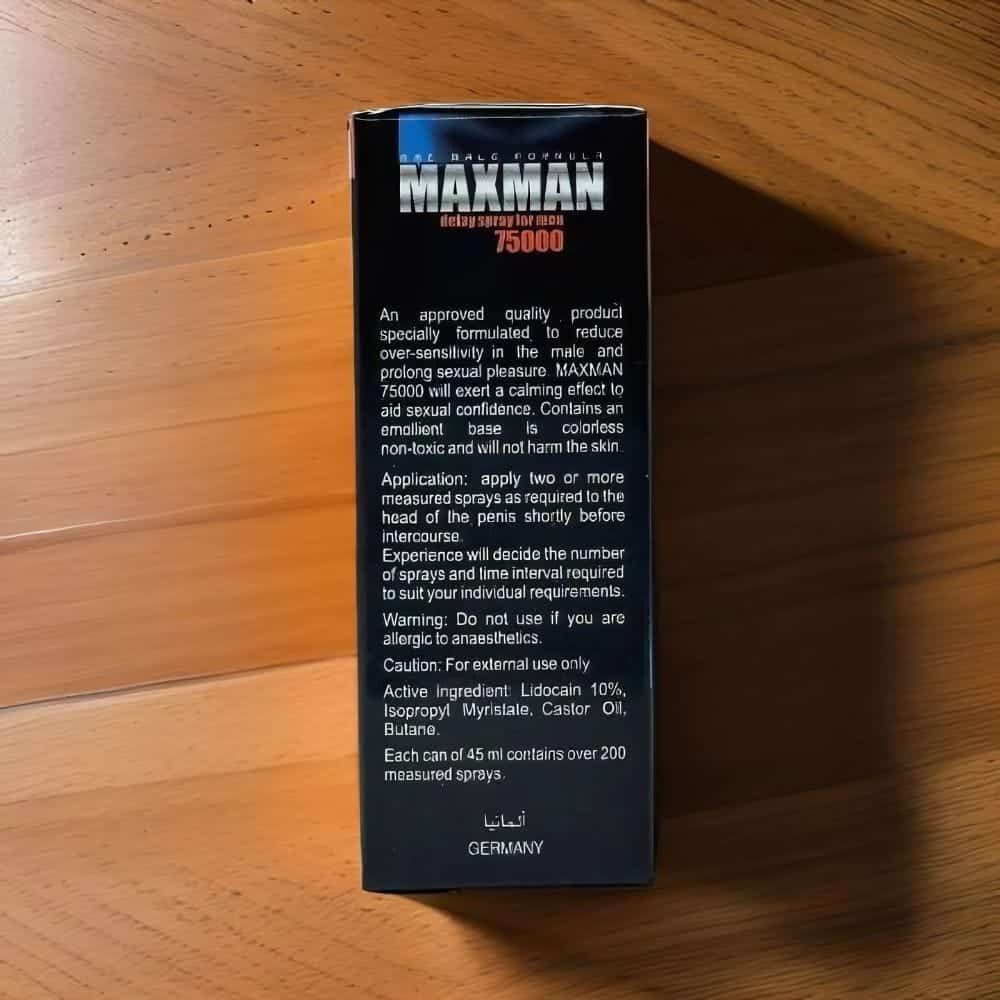 MAXMAN
delay spray for men
75000
An approved quality product
specially formulated to reduce
over-sensitivity in the male and
prolong sexual pleasure. MAXMAN
75000 will exert a calming effect to
aid sexual confidence. Contains an
emollient base is colorless
non-toxic and will not harm the skin.
Application: apply two or more
measured sprays as required to the
head of the penis shortly before
intercourse.
Experience will decide the number
of sprays and time interval required
to suit your individual requirements.
Warning: Do not use if you are
allergic to anaesthetics.
Caution: For external use only
Active ingredient: Lidocain 10%,
Isopropyl Myristate, Castor Oil,
Butane.
Each can of 45 ml contains over 200
measured sprays.
ألمانيا
GERMANY